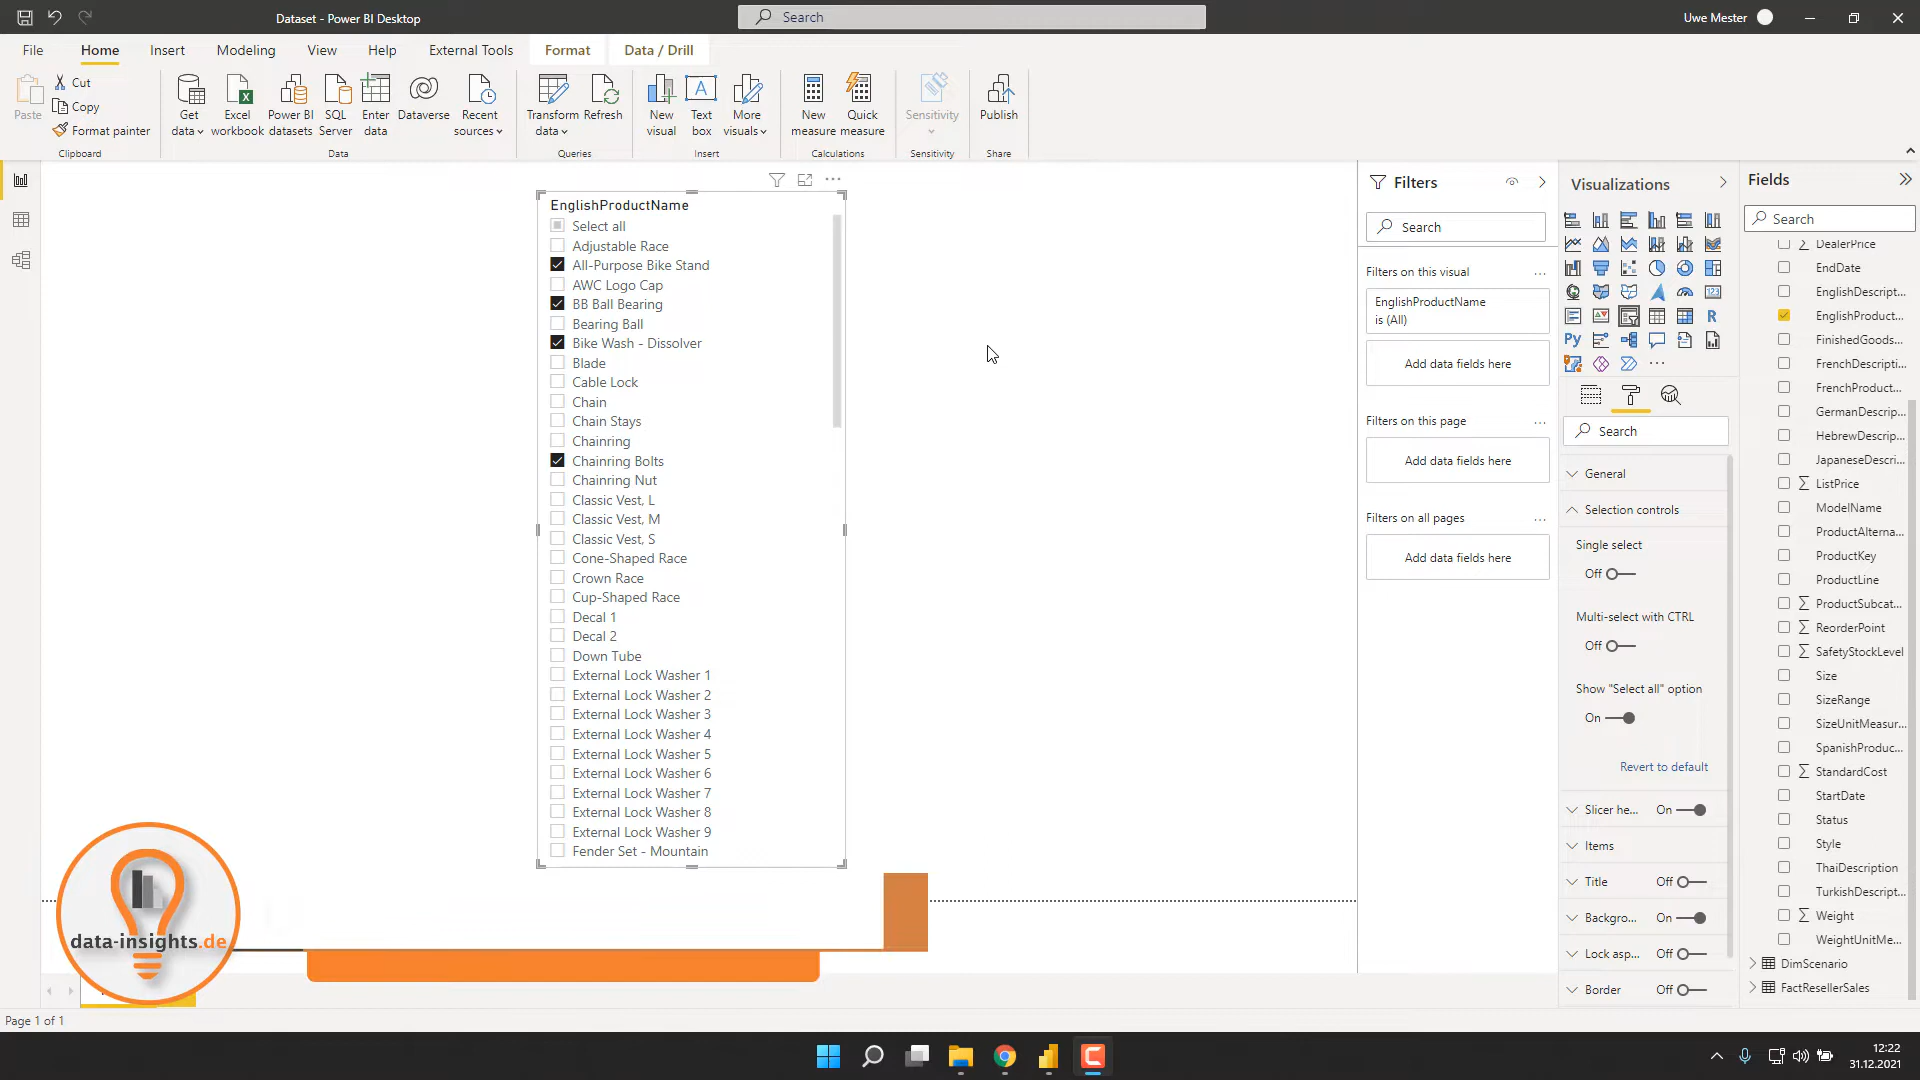 Dataset - Power BI Desktop
Search
Uwe Mester
File
Home
Insert
Modeling
View
Help
External Tools
Format
Data / Drill
Paste
Cut
Copy
Format painter
Clipboard
Get data
Excel workbook
Power BI datasets
SQL Server
Enter data
Dataverse
Recent sources
Data
Transform data
Refresh
Queries
New visual
Text box
More visuals
Insert
New measure
Quick measure
Calculations
Sensitivity
Sensitivity
Publish
Share
EnglishProductName
Select all
Adjustable Race
All-Purpose Bike Stand
AWC Logo Cap
BB Ball Bearing
Bearing Ball
Bike Wash - Dissolver
Blade
Cable Lock
Chain
Chain Stays
Chainring
Chainring Bolts
Chainring Nut
Classic Vest, L
Classic Vest, M
Classic Vest, S
Cone-Shaped Race
Crown Race
Cup-Shaped Race
Decal 1
Decal 2
Down Tube
External Lock Washer 1
External Lock Washer 2
External Lock Washer 3
External Lock Washer 4
External Lock Washer 5
External Lock Washer 6
External Lock Washer 7
External Lock Washer 8
External Lock Washer 9
Fender Set - Mountain
Filters
Search
Filters on this visual
EnglishProductName
is (All)
Add data fields here
Filters on this page
Add data fields here
Filters on all pages
Add data fields here
Visualizations
R
Py
Search
General
Selection controls
Single select
Off
Multi-select with CTRL
Off
Show "Select all" option
On
Revert to default
Slicer he... On
Items
Title Off
Backgro... On
Lock asp... Off
Border Off
Fields
Search
DealerPrice
EndDate
EnglishDescript...
EnglishProduct...
FinishedGoods...
FrenchDescripti...
FrenchProduct...
GermanDescrip...
HebrewDescrip...
JapaneseDescri...
ListPrice
ModelName
ProductAlterna...
ProductKey
ProductLine
ProductSubcat...
ReorderPoint
SafetyStockLevel
Size
SizeRange
SizeUnitMeasur...
SpanishProduc...
StandardCost
StartDate
Status
Style
ThaiDescription
TurkishDescript...
Weight
WeightUnitMe...
DimScenario
FactResellerSales
data-insights.de
Page 1 of 1
12:22
31.12.2021